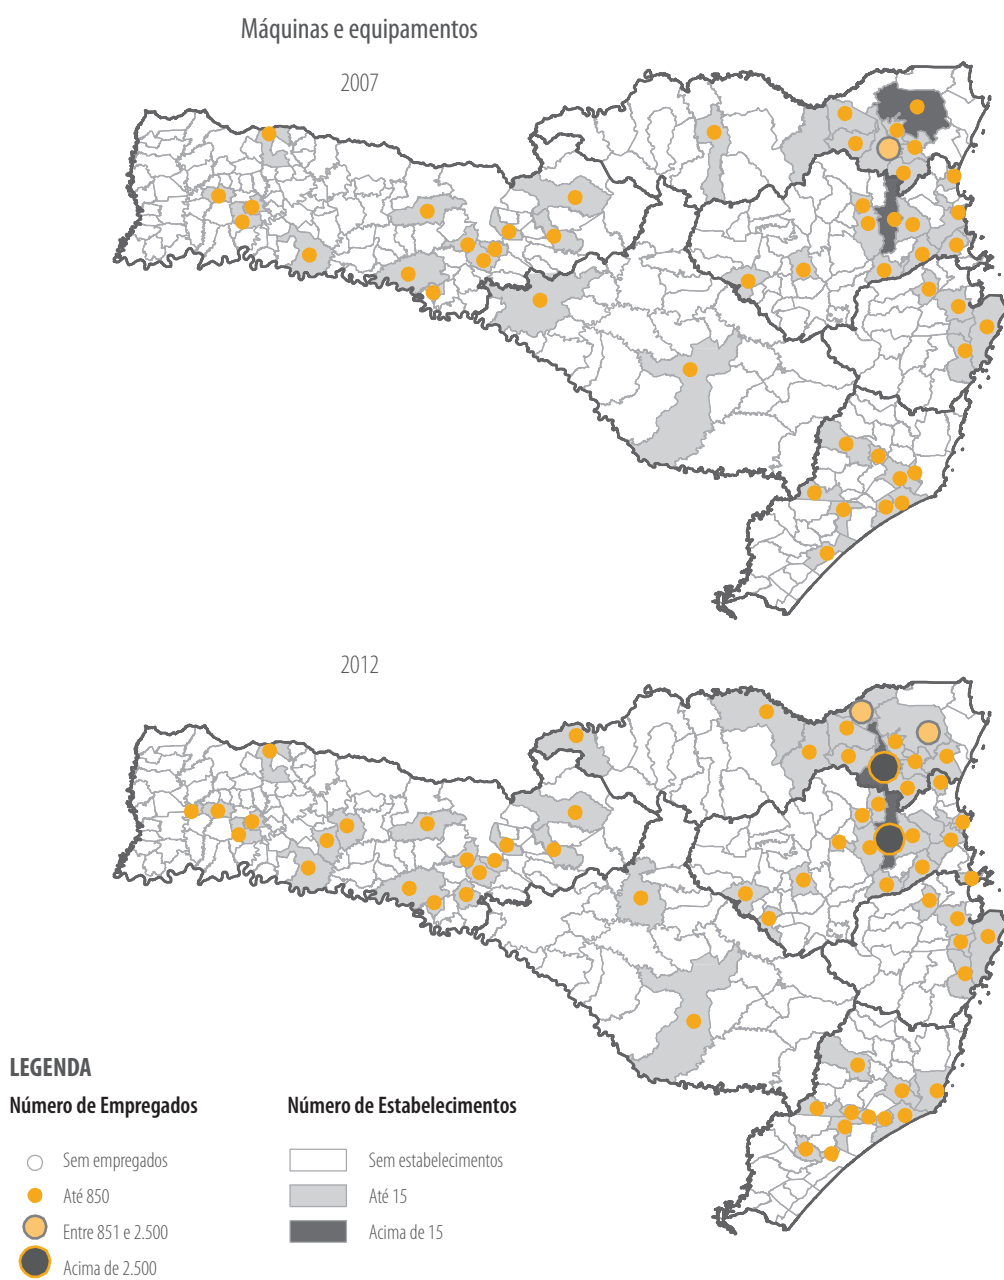 Máquinas e equipamentos
2007
2012
LEGENDA
Número de Empregados
Sem empregados
Até 850
Entre 851 e 2.500
Acima de 2.500
Número de Estabelecimentos
Sem estabelecimentos
Até 15
Acima de 15